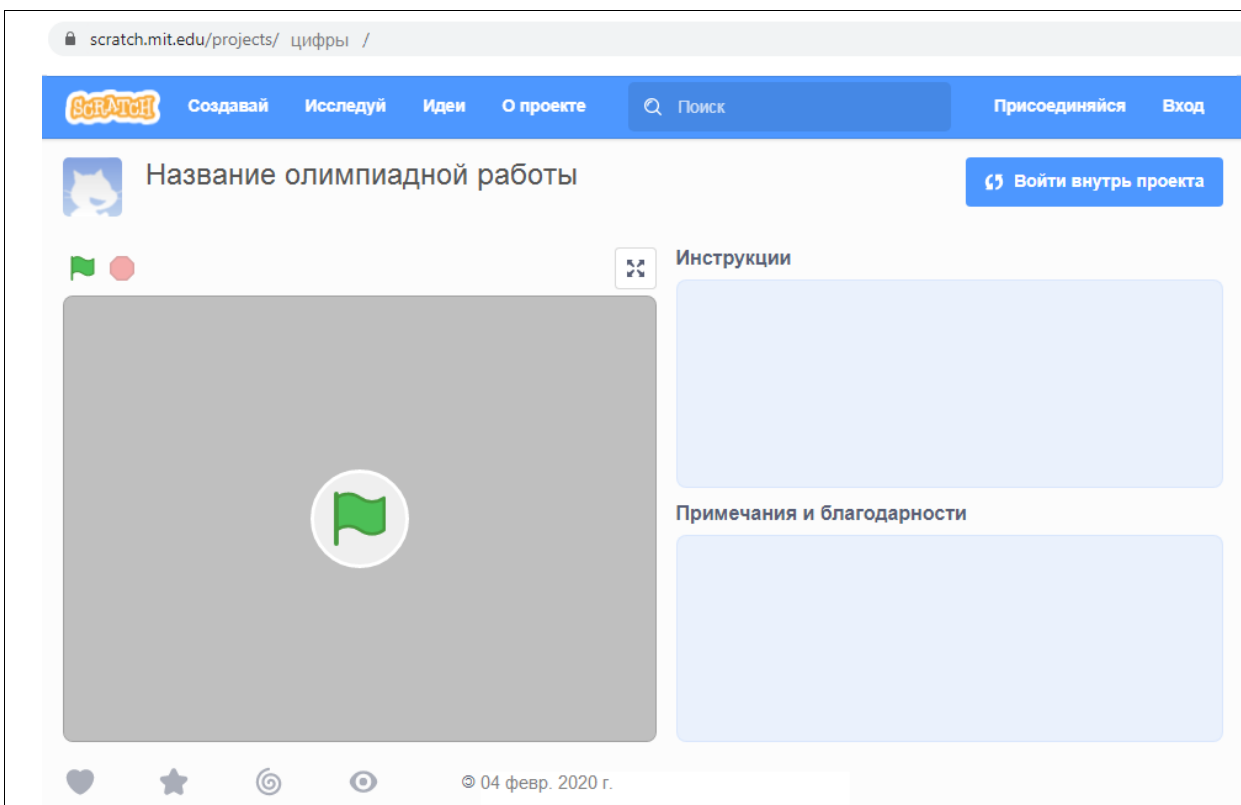 scratch.mit.edu/projects/ цифры /
SCRATCH Создавай Исследуй Идеи О проекте Поиск Присоединяйся Вход
Название олимпиадной работы
Войти внутрь проекта
Инструкции
Примечания и благодарности
© 04 февр. 2020 г.